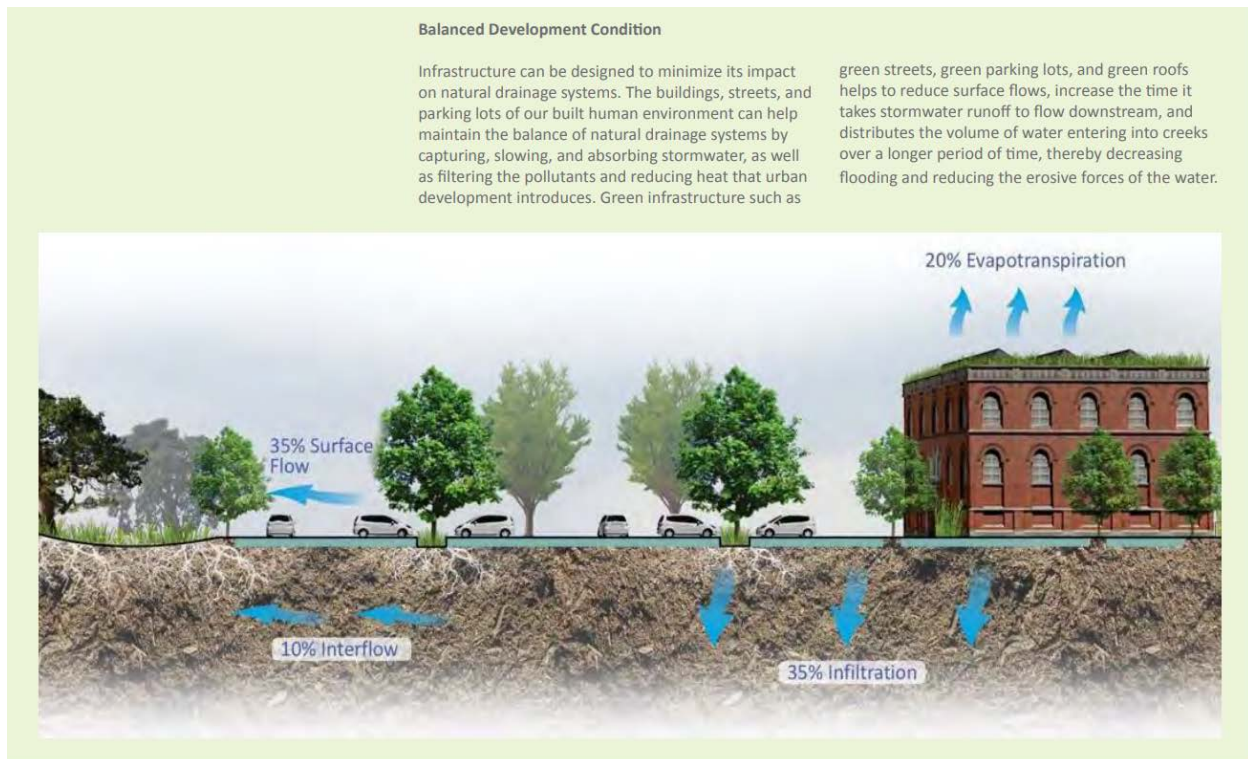 Balanced Development Condition
Infrastructure can be designed to minimize its impact
on natural drainage systems. The buildings, streets, and
parking lots of our built human environment can help
maintain the balance of natural drainage systems by
capturing, slowing, and absorbing stormwater, as well
as filtering the pollutants and reducing heat that urban
development introduces. Green infrastructure such as
green streets, green parking lots, and green roofs
helps to reduce surface flows, increase the time it
takes stormwater runoff to flow downstream, and
distributes the volume of water entering into creeks
over a longer period of time, thereby decreasing
flooding and reducing the erosive forces of the water.
20% Evapotranspiration
35% Surface
Flow
10% Interflow
35% Infiltration